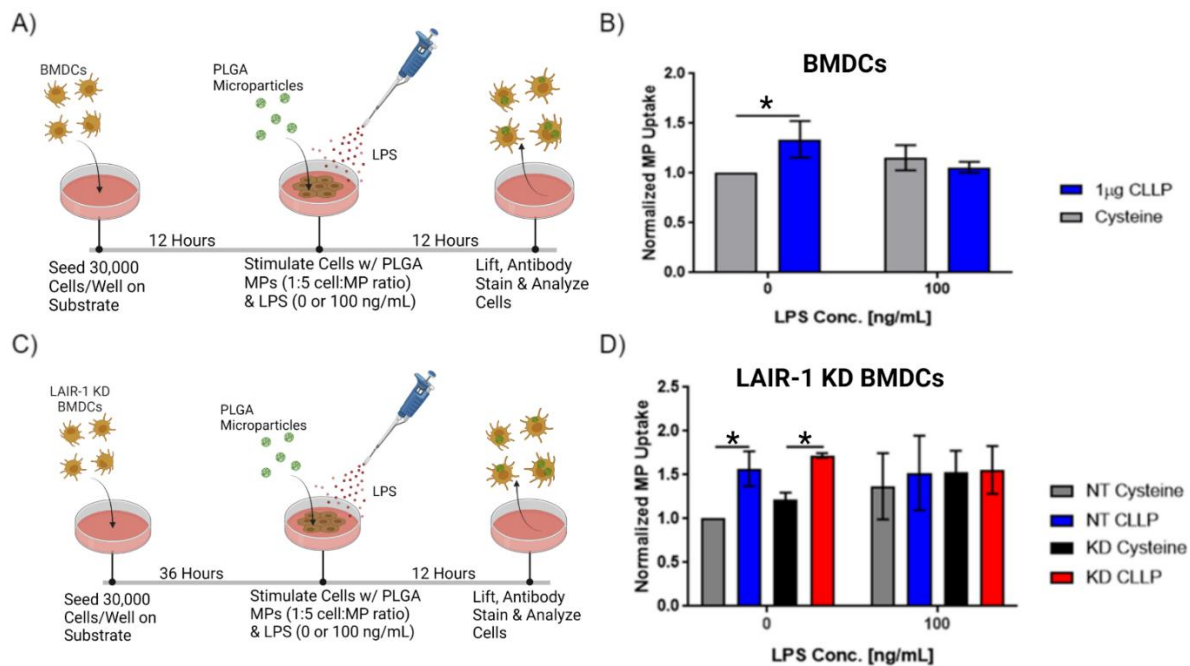 A)
BMDCs
PLGA
Microparticles
LPS
12 Hours
12 Hours
Seed 30,000
Cells/Well on
Substrate
Stimulate Cells w/ PLGA
MPs (1:5 cell:MP ratio)
& LPS (0 or 100 ng/mL)
Lift, Antibody
Stain & Analyze
Cells
B)
BMDCs
Normalized MP Uptake
2.0
1.5
1.0
0.5
0.0
*
0
100
LPS Conc. [ng/mL]
1μg CLLP
Cysteine
C)
LAIR-1 KD
BMDCs
PLGA
Microparticles
LPS
36 Hours
12 Hours
Seed 30,000
Cells/Well on
Substrate
Stimulate Cells w/ PLGA
MPs (1:5 cell:MP ratio)
& LPS (0 or 100 ng/mL)
Lift, Antibody
Stain & Analyze
Cells
D)
LAIR-1 KD BMDCs
Normalized MP Uptake
2.5
2.0
1.5
1.0
0.5
0.0
*
*
0
100
LPS Conc. [ng/mL]
NT Cysteine
NT CLLP
KD Cysteine
KD CLLP